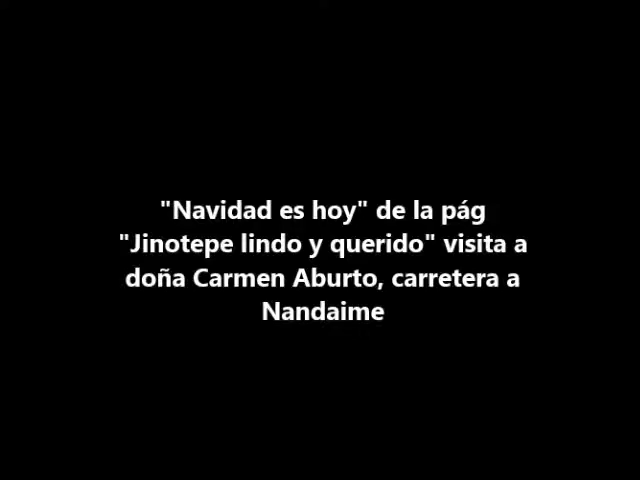 "Navidad es hoy" de la pág
"Jinotepe lindo y querido" visita a
doña Carmen Aburto, carretera a
Nandaime